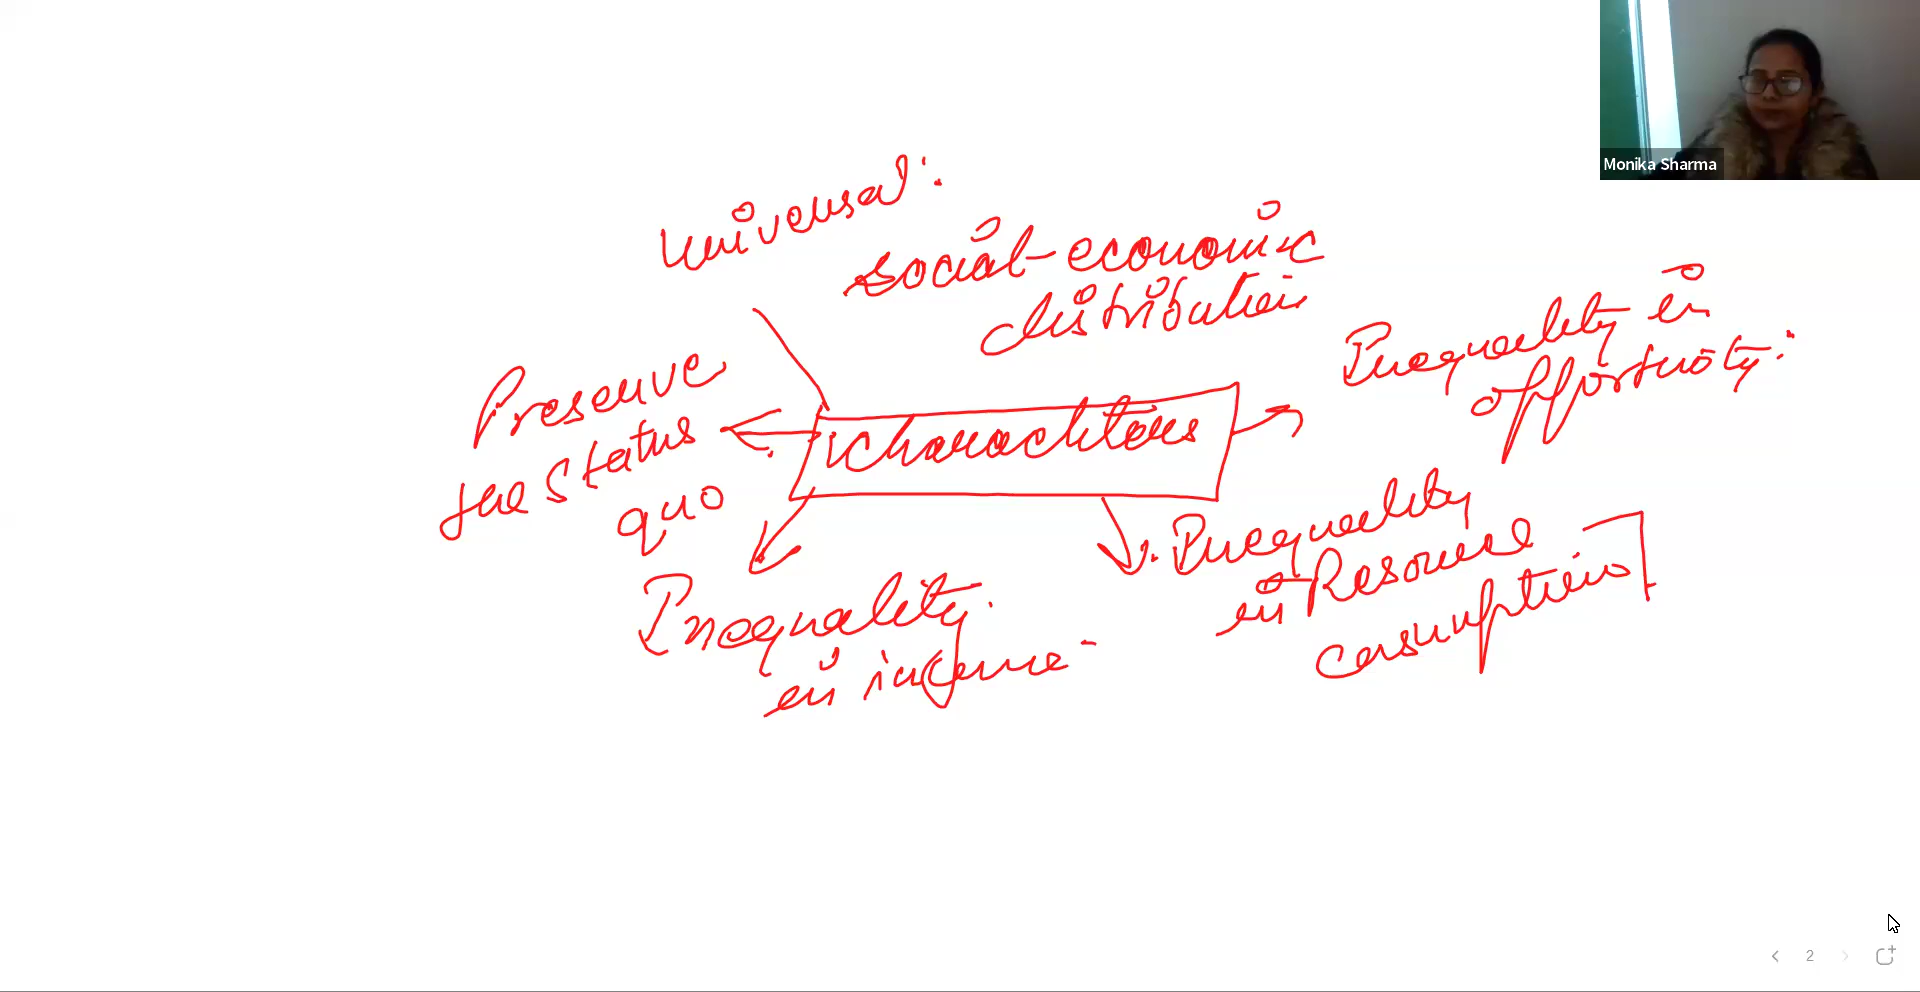 Monika Sharma
universal:
social-economic
distribution
Inequality in
opportunity:
Preserve
the status
quo
Inequality
in Resource
consumption
Inequality.
in income -
2